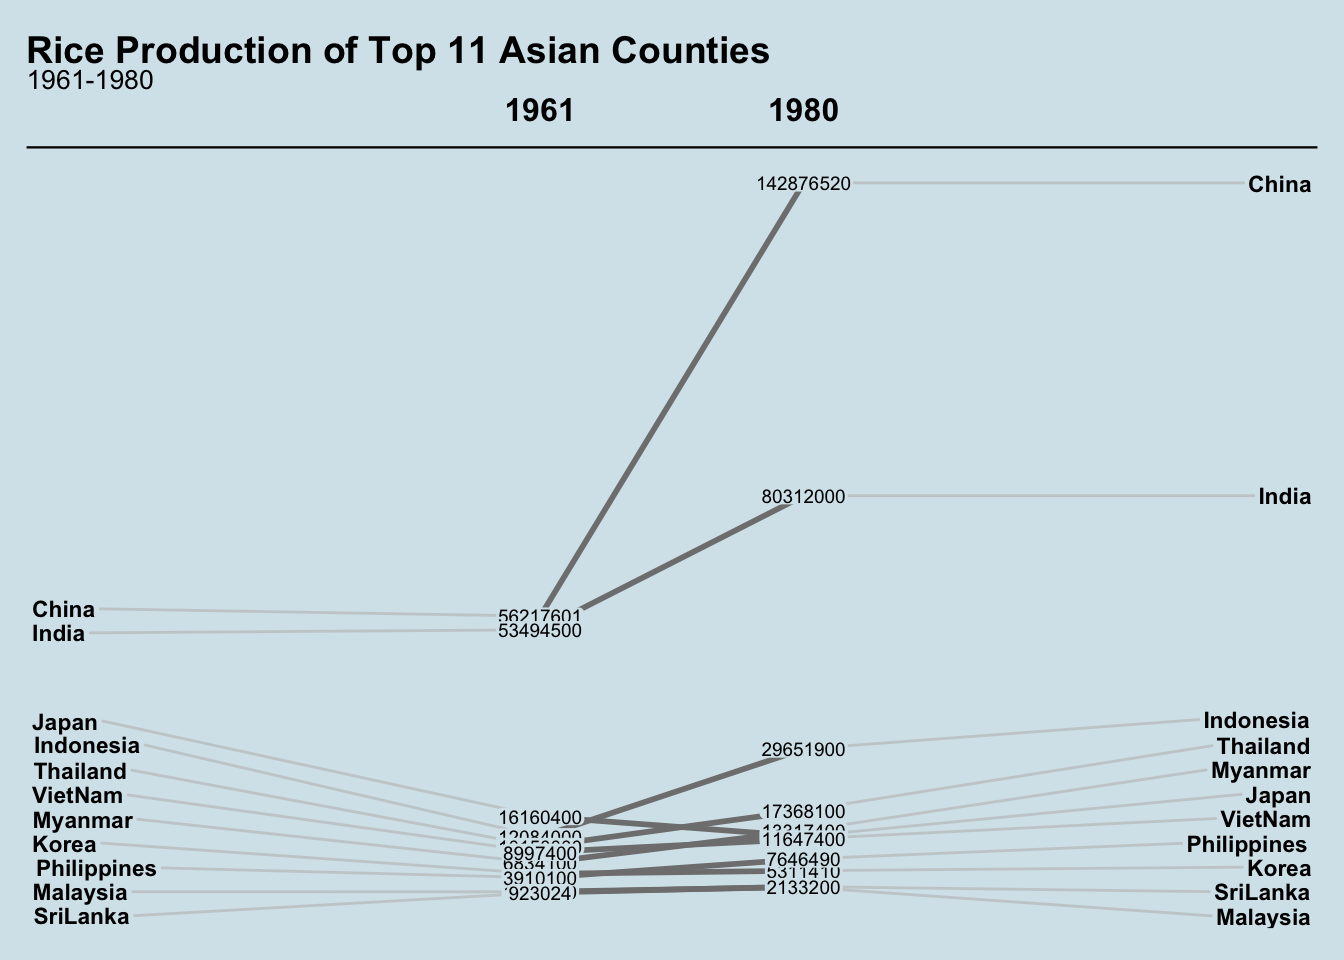 Rice Production of Top 11 Asian Counties
1961-1980
1961 1980
142876520 China
80312000 India
China 56217601
India 53494500
Japan Indonesia
Indonesia 29651900 Thailand
Thailand Myanmar
VietNam Japan
Myanmar 16160400 17368100 VietNam
12084000
Korea 8997400 11647400 Philippines
6834100 7646490
Philippines 3910100 5311410 Korea
Malaysia 923024 2133200 SriLanka
SriLanka Malaysia